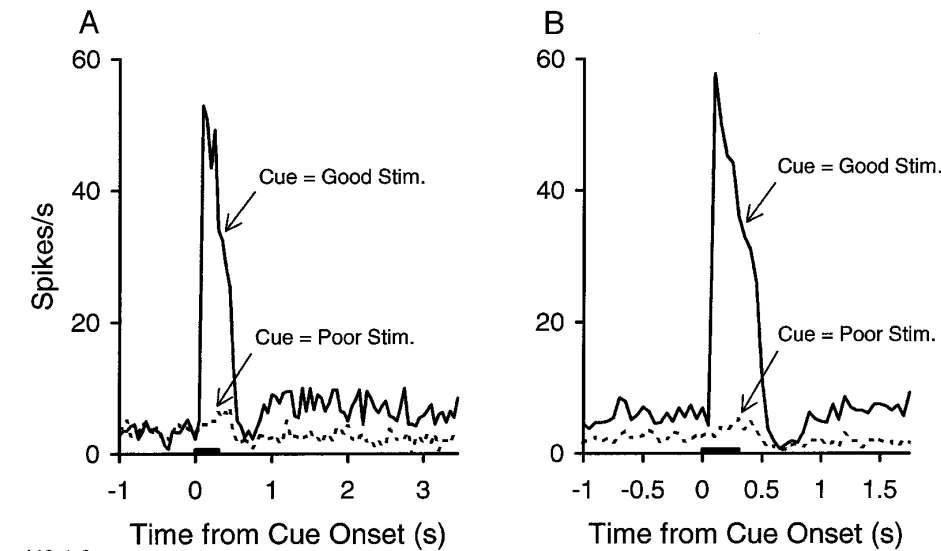 A
B
60
40
20
0
Spikes/s
Cue = Good Stim.
Cue = Poor Stim.
-1 0 1 2 3
Time from Cue Onset (s)
60
40
20
0
Cue = Good Stim.
Cue = Poor Stim.
-1 -0.5 0 0.5 1 1.5
Time from Cue Onset (s)